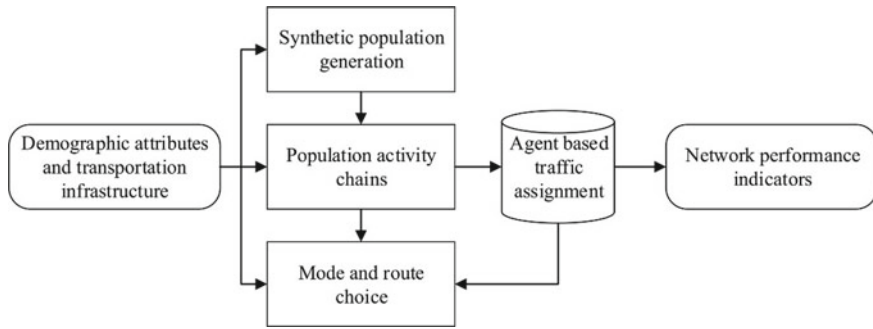 Synthetic population
generation
Demographic attributes
and transportation
infrastructure
Population activity
chains
Agent based
traffic
assignment
Network performance
indicators
Mode and route
choice